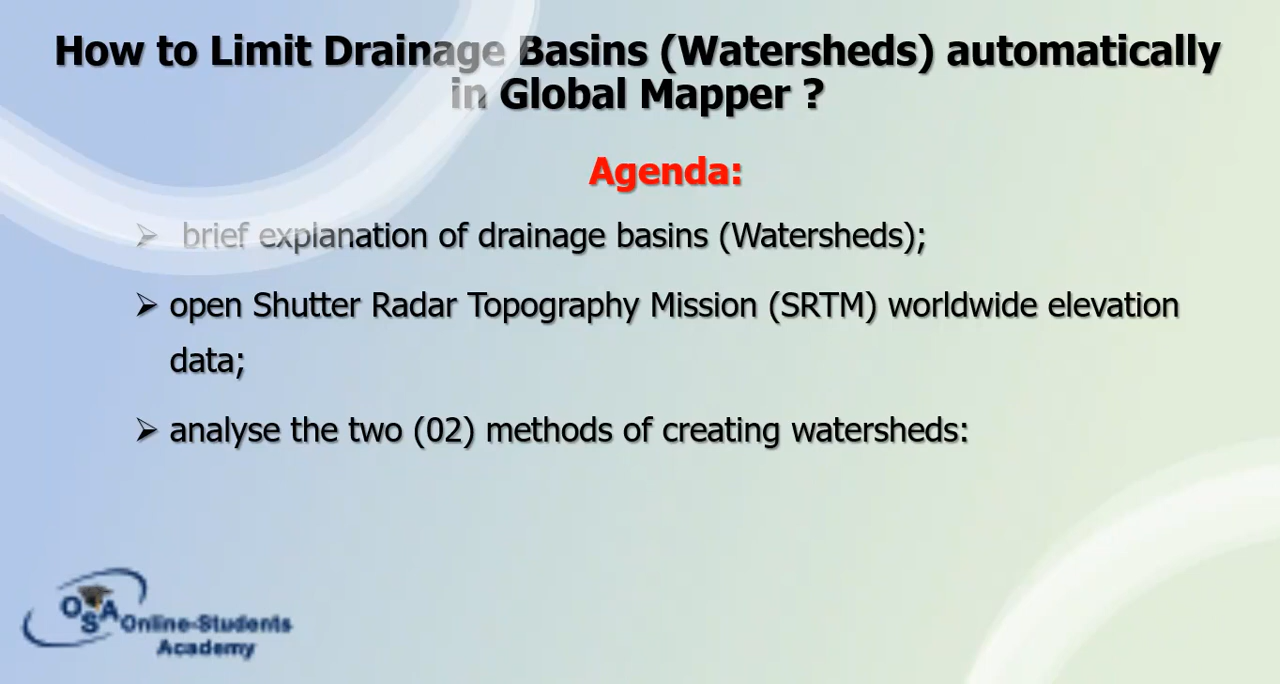 How to Limit Drainage Basins (Watersheds) automatically
in Global Mapper ?
Agenda:
➢ brief explanation of drainage basins (Watersheds);
➢ open Shutter Radar Topography Mission (SRTM) worldwide elevation
data;
➢ analyse the two (02) methods of creating watersheds:
OSA Online-Students
Academy